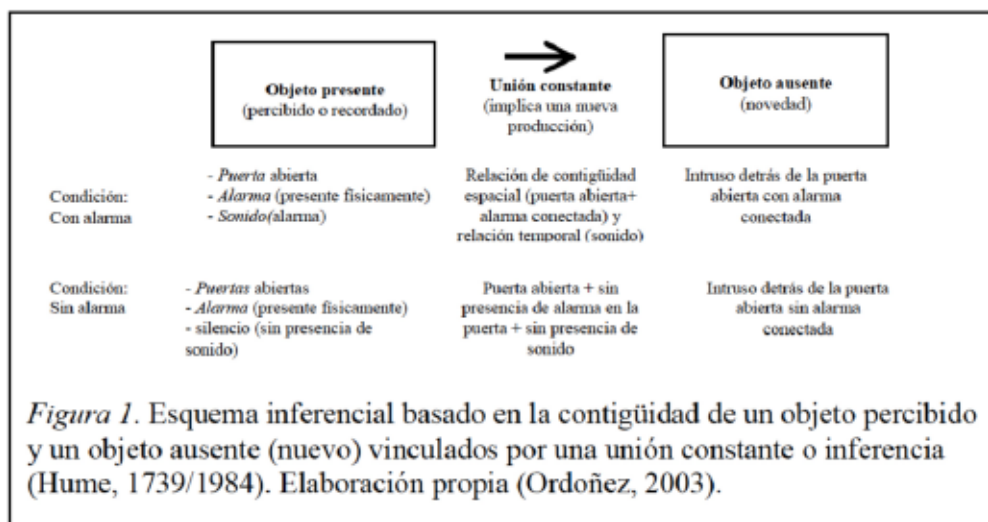 Objeto presente
(percibido o recordado)
Unión constante
(implica una nueva
producción)
Objeto ausente
(novedad)
Condición:
Con alarma
- Puerta abierta
- Alarma (presente físicamente)
- Sonido(alarma)
Relación de contigüidad
espacial (puerta abierta+
alarma conectada) y
relación temporal (sonido)
Intruso detrás de la puerta
abierta con alarma
conectada
Condición:
Sin alarma
- Puertas abiertas
- Alarma (presente físicamente)
- silencio (sin presencia de
sonido)
Puerta abierta + sin
presencia de alarma en la
puerta + sin presencia de
sonido
Intruso detrás de la puerta
abierta sin alarma
conectada
Figura 1. Esquema inferencial basado en la contigüidad de un objeto percibido
y un objeto ausente (nuevo) vinculados por una unión constante o inferencia
(Hume, 1739/1984). Elaboración propia (Ordoñez, 2003).